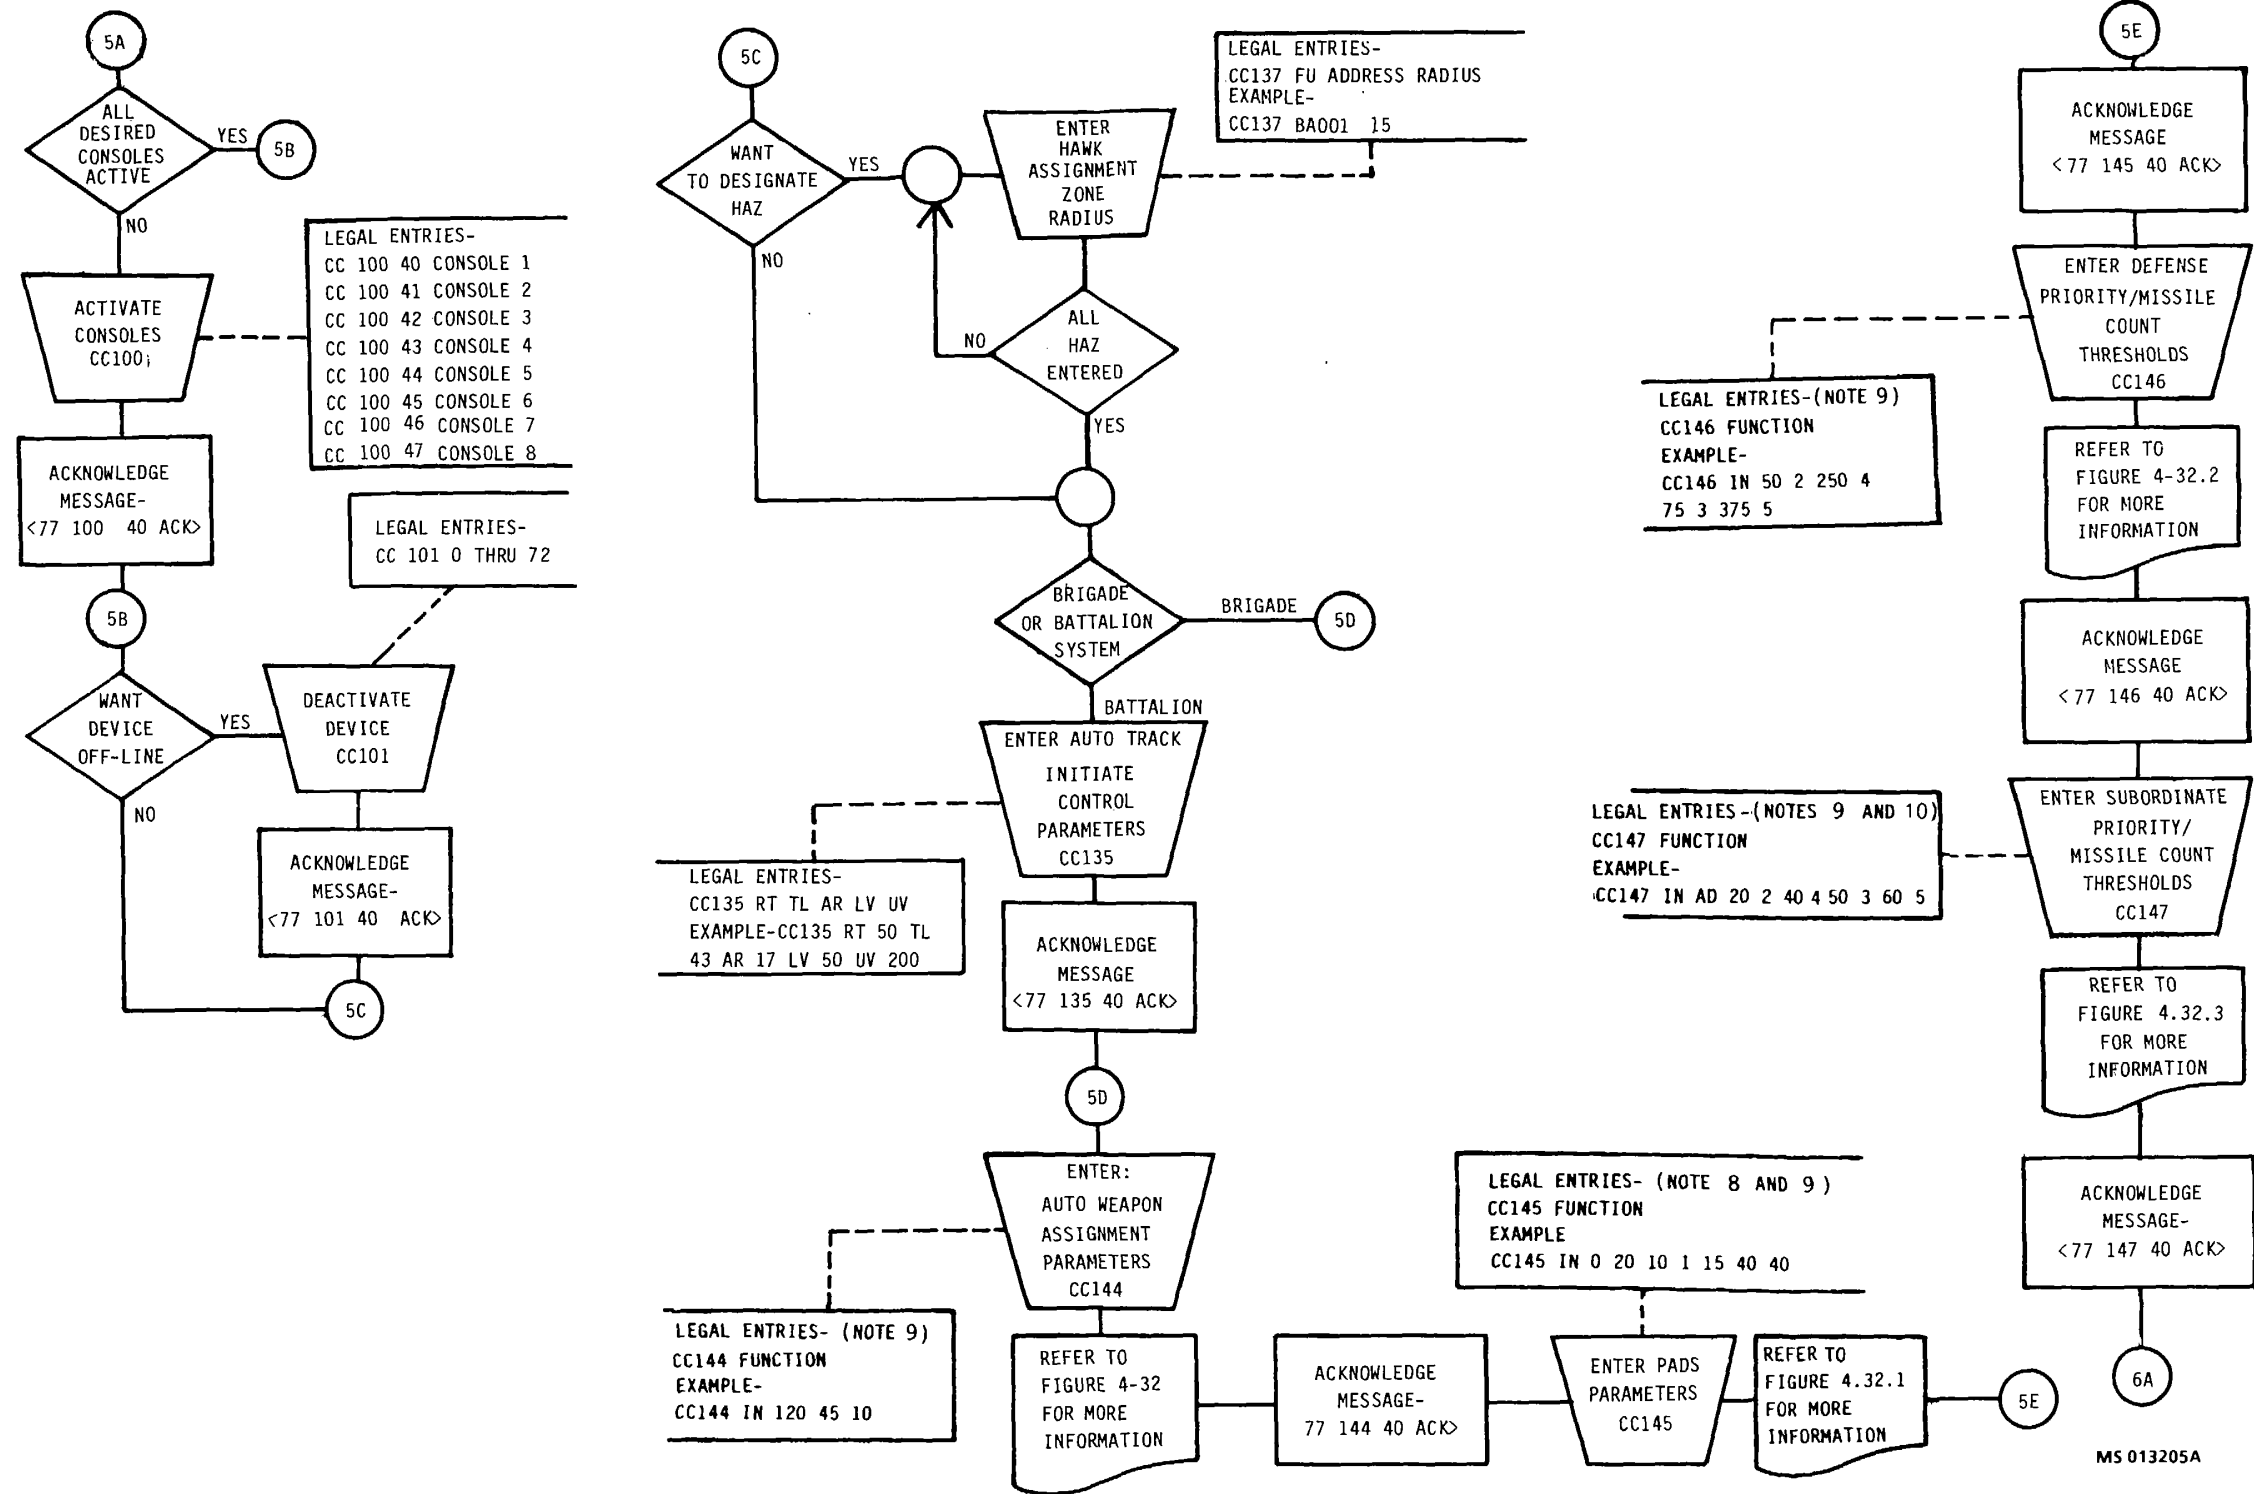 5A
ALL
DESIRED
CONSOLES
ACTIVE
YES
5B
NO
ACTIVATE
CONSOLES
CC100;
LEGAL ENTRIES-
CC 100 40 CONSOLE 1
CC 100 41 CONSOLE 2
CC 100 42 CONSOLE 3
CC 100 43 CONSOLE 4
CC 100 44 CONSOLE 5
CC 100 45 CONSOLE 6
CC 100 46 CONSOLE 7
CC 100 47 CONSOLE 8
ACKNOWLEDGE
MESSAGE-
<77 100 40 ACK>
LEGAL ENTRIES-
CC 101 0 THRU 72
5B
WANT
DEVICE
OFF-LINE
YES
DEACTIVATE
DEVICE
CC101
NO
ACKNOWLEDGE
MESSAGE-
<77 101 40 ACK>
5C
5C
WANT
TO DESIGNATE
HAZ
YES
NO
ENTER
HAWK
ASSIGNMENT
ZONE
RADIUS
LEGAL ENTRIES-
CC137 FU ADDRESS RADIUS
EXAMPLE-
CC137 BA001 15
ALL
HAZ
ENTERED
NO
YES
BRIGADE
OR BATTALION
SYSTEM
BRIGADE
5D
BATTALION
ENTER AUTO TRACK
INITIATE
CONTROL
PARAMETERS
CC135
LEGAL ENTRIES-
CC135 RT TL AR LV UV
EXAMPLE-CC135 RT 50 TL
43 AR 17 LV 50 UV 200
ACKNOWLEDGE
MESSAGE
<77 135 40 ACK>
5D
ENTER:
AUTO WEAPON
ASSIGNMENT
PARAMETERS
CC144
LEGAL ENTRIES- (NOTE 9)
CC144 FUNCTION
EXAMPLE-
CC144 IN 120 45 10
REFER TO
FIGURE 4-32
FOR MORE
INFORMATION
ACKNOWLEDGE
MESSAGE-
77 144 40 ACK>
LEGAL ENTRIES- (NOTE 8 AND 9)
CC145 FUNCTION
EXAMPLE
CC145 IN 0 20 10 1 15 40 40
ENTER PADS
PARAMETERS
CC145
REFER TO
FIGURE 4.32.1
FOR MORE
INFORMATION
5E
5E
ACKNOWLEDGE
MESSAGE
<77 145 40 ACK>
ENTER DEFENSE
PRIORITY/MISSILE
COUNT
THRESHOLDS
CC146
LEGAL ENTRIES-(NOTE 9)
CC146 FUNCTION
EXAMPLE-
CC146 IN 50 2 250 4
75 3 375 5
REFER TO
FIGURE 4-32.2
FOR MORE
INFORMATION
ACKNOWLEDGE
MESSAGE
<77 146 40 ACK>
ENTER SUBORDINATE
PRIORITY/
MISSILE COUNT
THRESHOLDS
CC147
LEGAL ENTRIES-(NOTES 9 AND 10)
CC147 FUNCTION
EXAMPLE-
CC147 IN AD 20 2 40 4 50 3 60 5
REFER TO
FIGURE 4.32.3
FOR MORE
INFORMATION
ACKNOWLEDGE
MESSAGE-
<77 147 40 ACK>
6A
MS 013205A